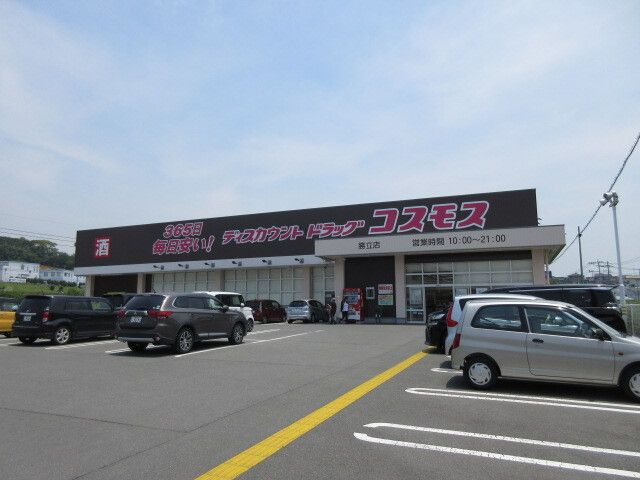 酒
365日
毎日安い!
ディスカウント ドラッグ コスモス
営業時間 10:00〜21:00